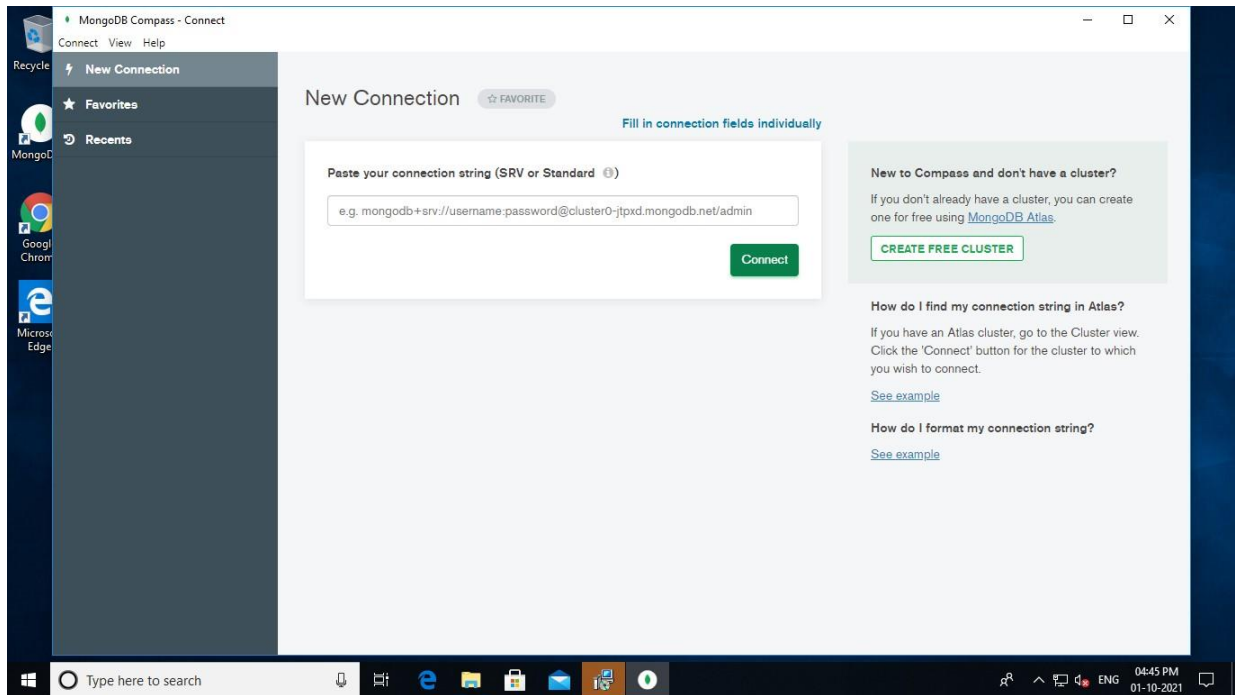 MongoDB Compass - Connect
Connect View Help
Recycle
MongoD
Googl
Chrom
Micros
Edge
New Connection
Favorites
Recents
New Connection
FAVORITE
Fill in connection fields individually
Paste your connection string (SRV or Standard )
e.g. mongodb+srv://username:password@cluster0-jtpxd.mongodb.net/admin
Connect
New to Compass and don't have a cluster?
If you don't already have a cluster, you can create
one for free using MongoDB Atlas.
CREATE FREE CLUSTER
How do I find my connection string in Atlas?
If you have an Atlas cluster, go to the Cluster view.
Click the 'Connect' button for the cluster to which
you wish to connect.
See example
How do I format my connection string?
See example
Type here to search
ENG
04:45 PM
01-10-2021